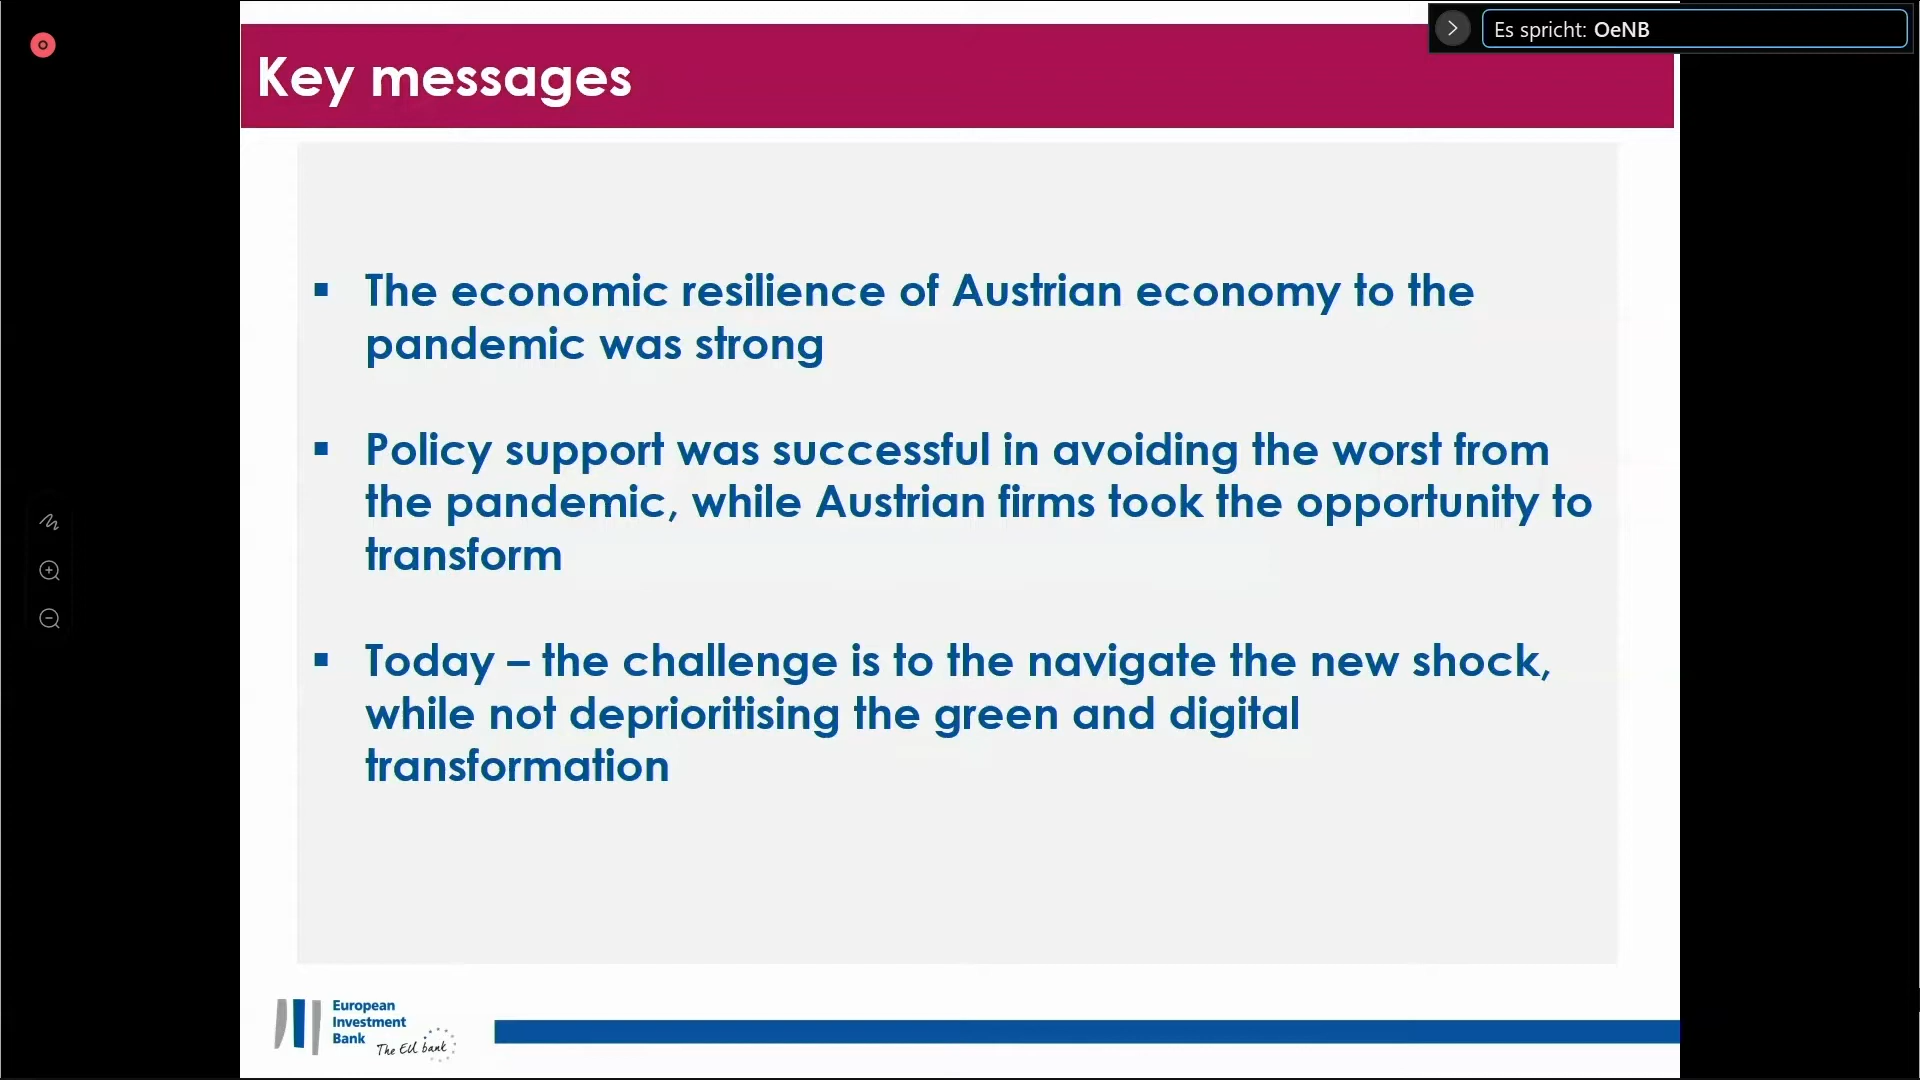 Es spricht: OeNB
Key messages
▪ The economic resilience of Austrian economy to the
pandemic was strong
▪ Policy support was successful in avoiding the worst from
the pandemic, while Austrian firms took the opportunity to
transform
▪ Today – the challenge is to the navigate the new shock,
while not deprioritising the green and digital
transformation
European
Investment
Bank
The EU bank